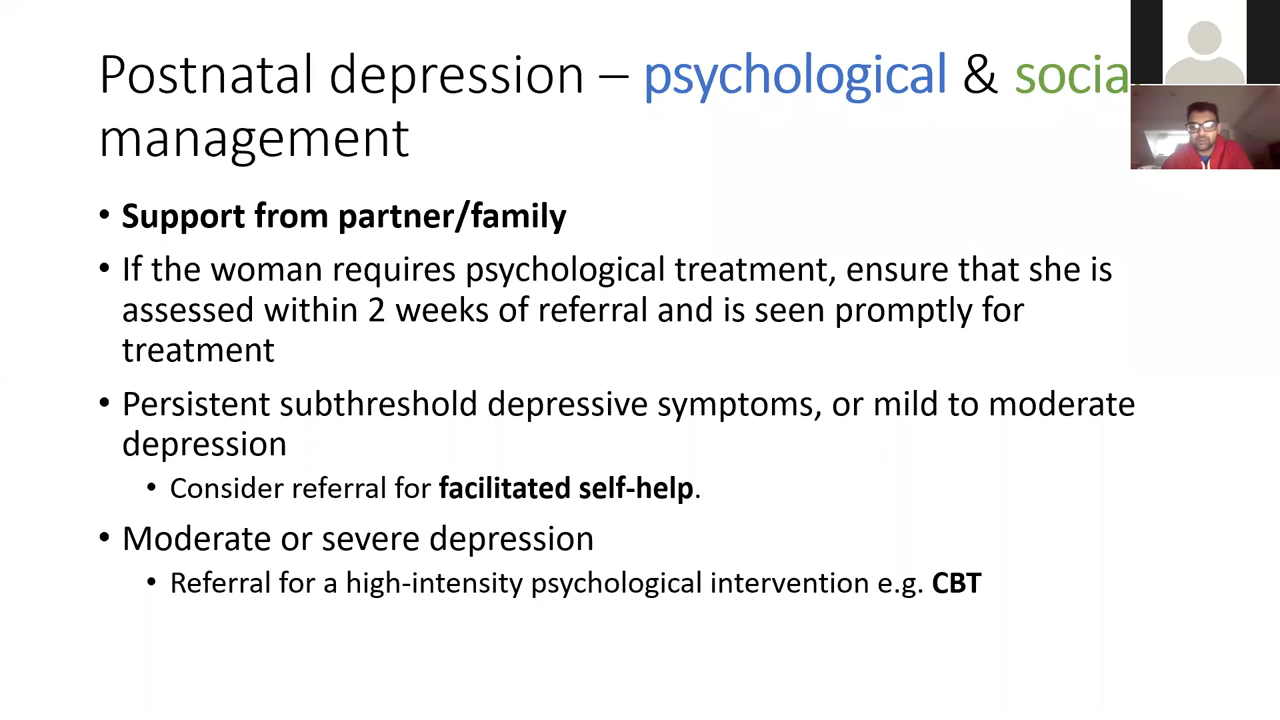 Postnatal depression – psychological & socia
management
• Support from partner/family
• If the woman requires psychological treatment, ensure that she is
assessed within 2 weeks of referral and is seen promptly for
treatment
• Persistent subthreshold depressive symptoms, or mild to moderate
depression
• Consider referral for facilitated self-help.
• Moderate or severe depression
• Referral for a high-intensity psychological intervention e.g. CBT